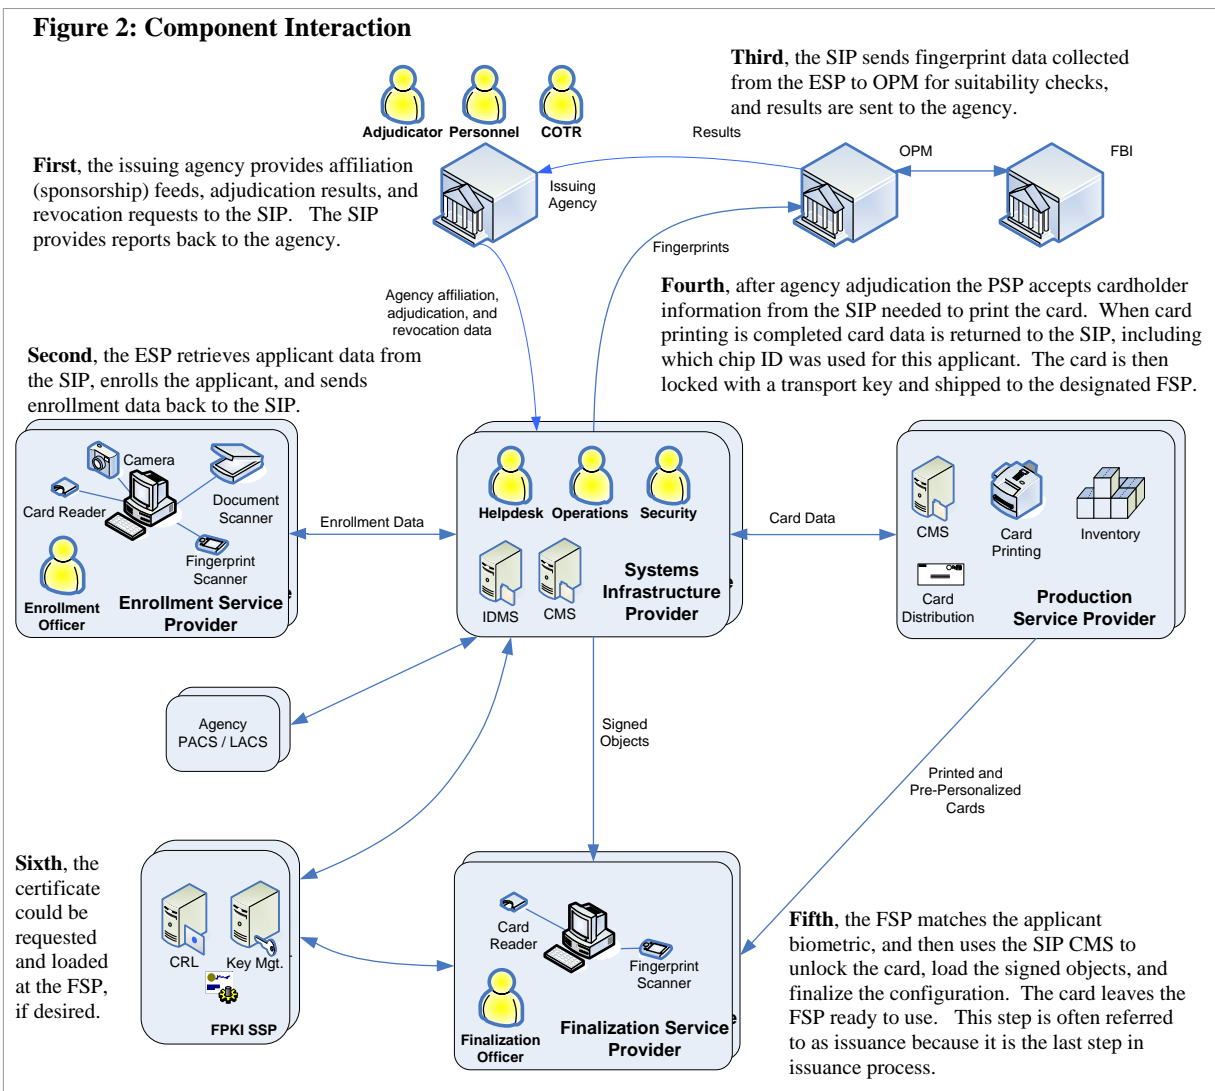 Figure 2: Component Interaction
Third, the SIP sends fingerprint data collected
from the ESP to OPM for suitability checks,
and results are sent to the agency.
Adjudicator
Personnel
COTR
Results
OPM
FBI
First, the issuing agency provides affiliation
(sponsorship) feeds, adjudication results, and
revocation requests to the SIP.   The SIP
provides reports back to the agency.
Issuing
Agency
Fingerprints
Agency affiliation,
adjudication, and
revocation data
Fourth, after agency adjudication the PSP accepts cardholder
information from the SIP needed to print the card.  When card
printing is completed card data is returned to the SIP, including
which chip ID was used for this applicant.  The card is then
locked with a transport key and shipped to the designated FSP.
Second, the ESP retrieves applicant data from
the SIP, enrolls the applicant, and sends
enrollment data back to the SIP.
Camera
Card Reader
Document
Scanner
Fingerprint
Scanner
Enrollment
Officer
Enrollment Service
Provider
Enrollment Data
Helpdesk
Operations
Security
IDMS
CMS
Systems
Infrastructure
Provider
Card Data
CMS
Card
Printing
Inventory
Card
Distribution
Production
Service Provider
Agency
PACS / LACS
Signed
Objects
Printed and
Pre-Personalized
Cards
Sixth, the
certificate
could be
requested
and loaded
at the FSP,
if desired.
CRL
Key Mgt.
FPKI SSP
Card
Reader
Fingerprint
Scanner
Finalization
Officer
Finalization Service
Provider
Fifth, the FSP matches the applicant
biometric, and then uses the SIP CMS to
unlock the card, load the signed objects, and
finalize the configuration.  The card leaves the
FSP ready to use.   This step is often referred
to as issuance because it is the last step in
issuance process.